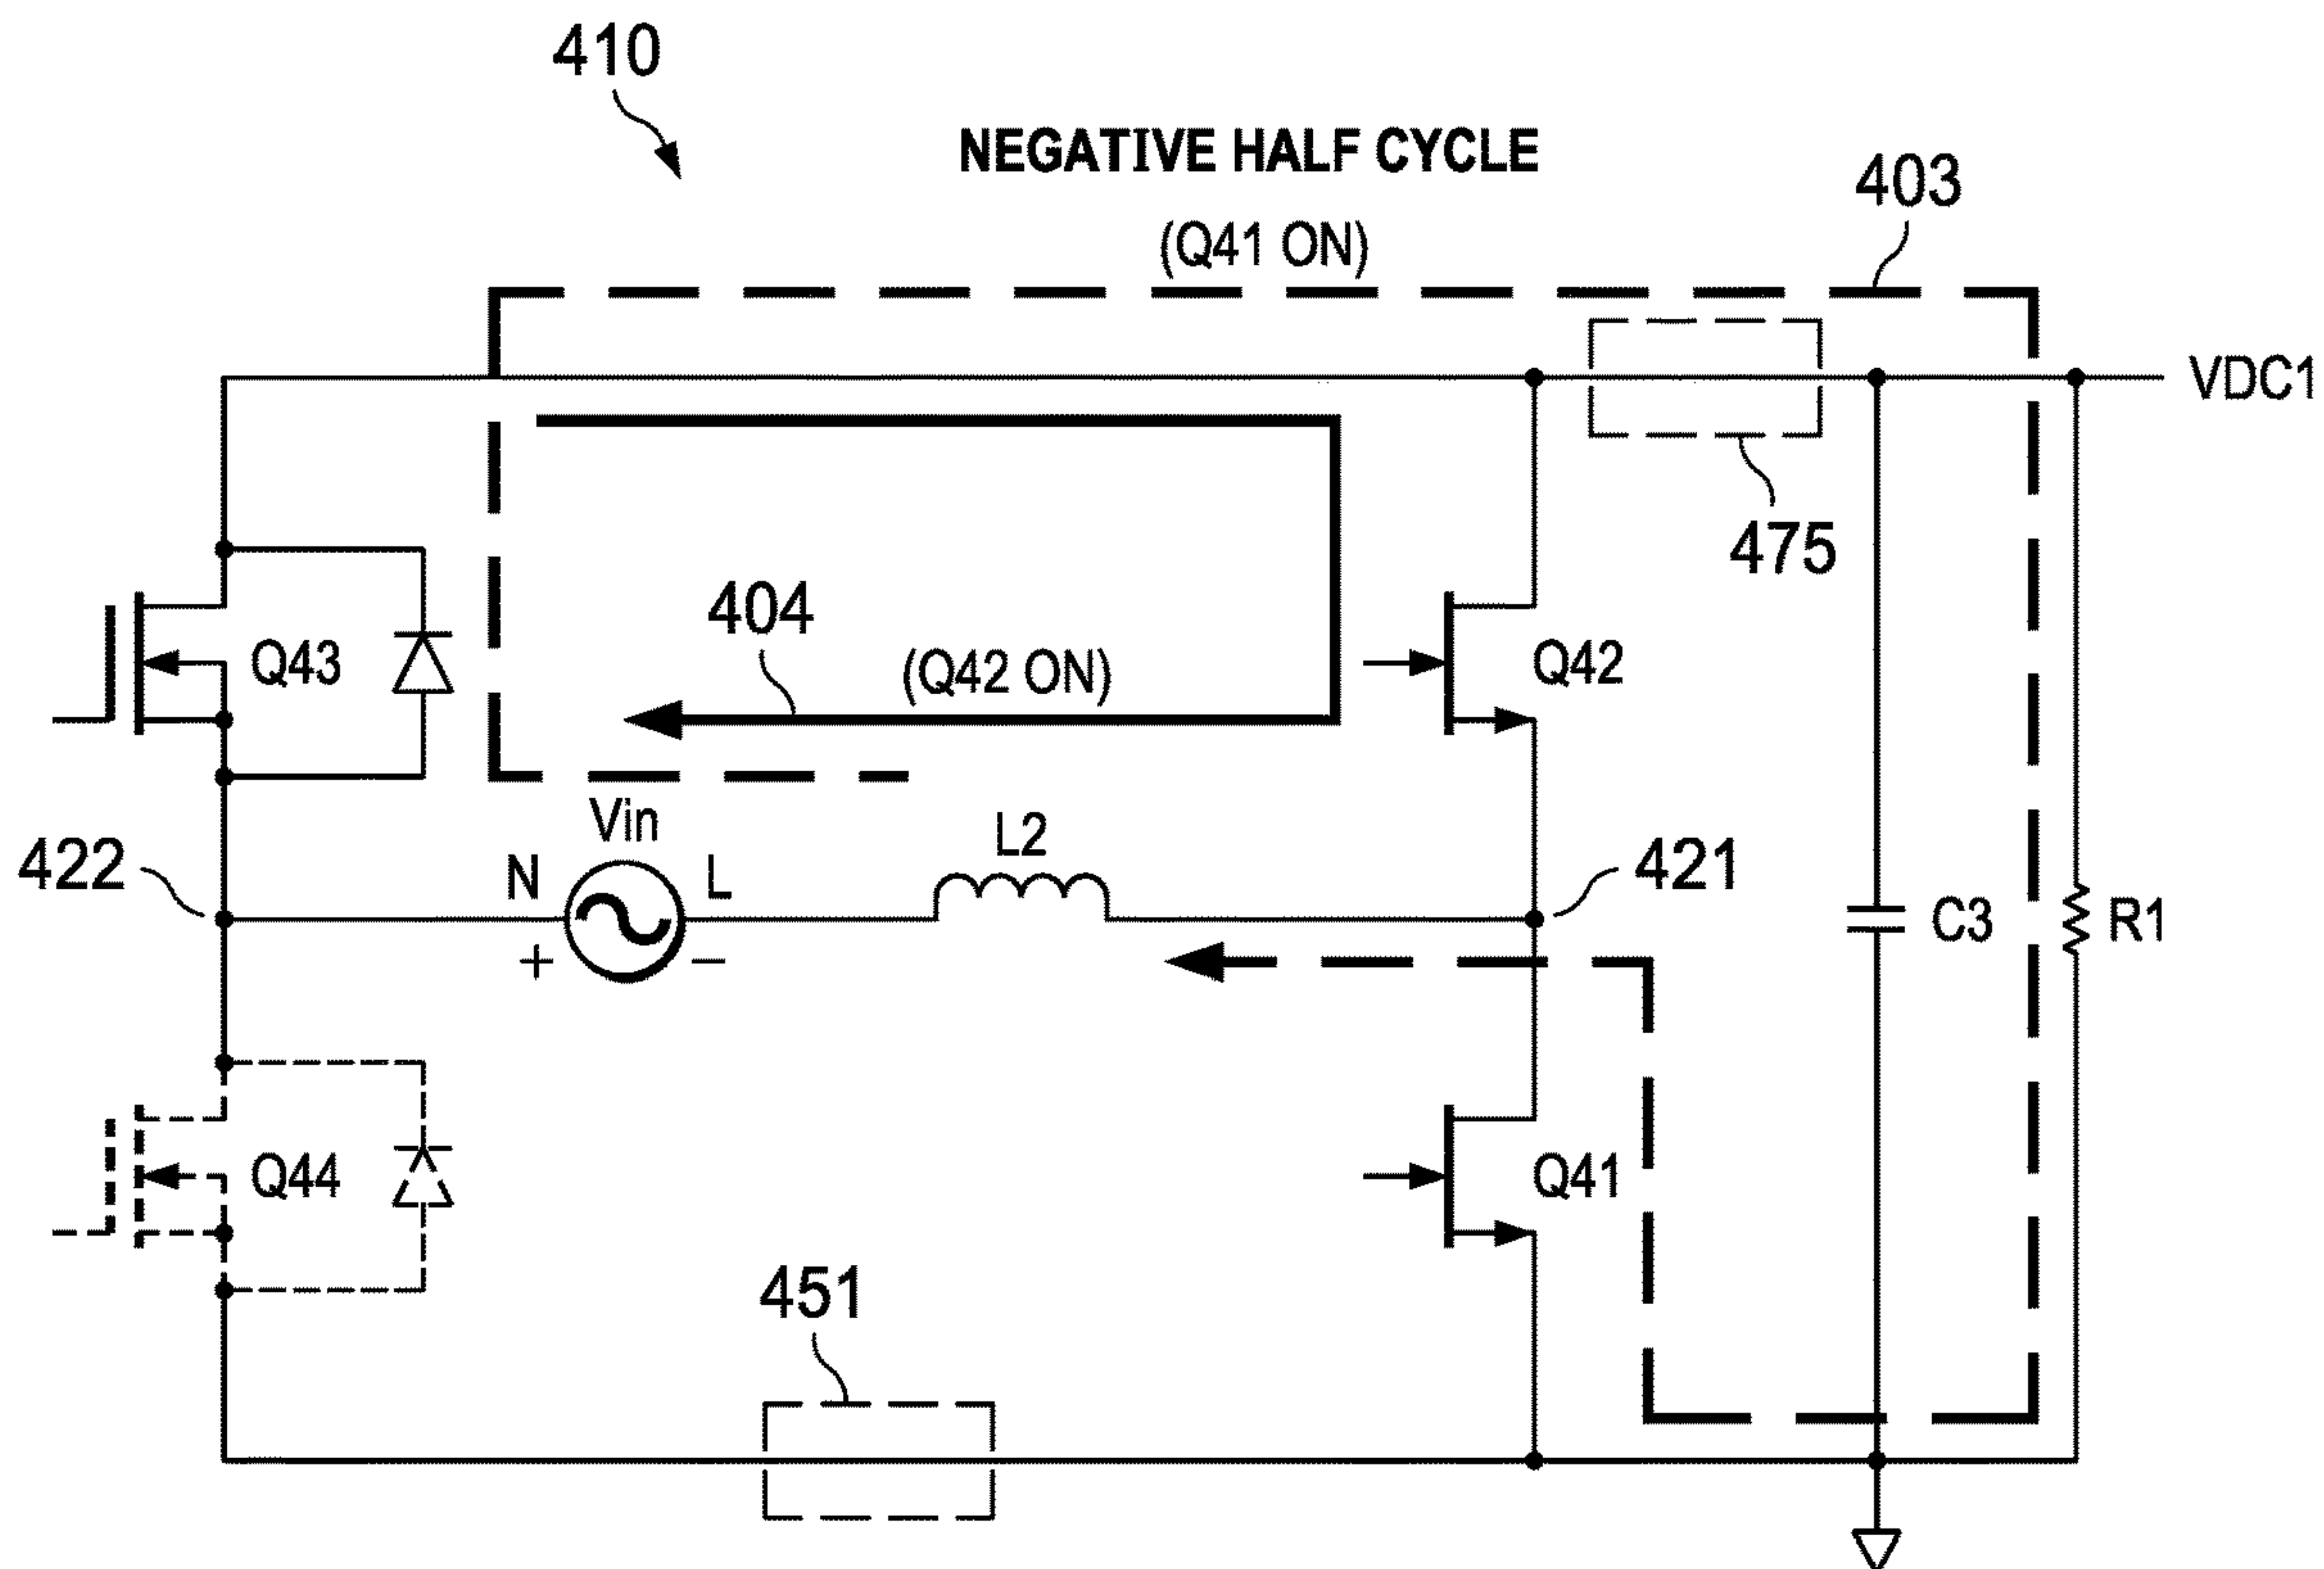 410
NEGATIVE HALF CYCLE
(Q41 ON)
403
VDC1
475
404
(Q42 ON)
Q43
Q42
Vin
L2
422
N
L
421
+
−
C3
R1
Q44
Q41
451